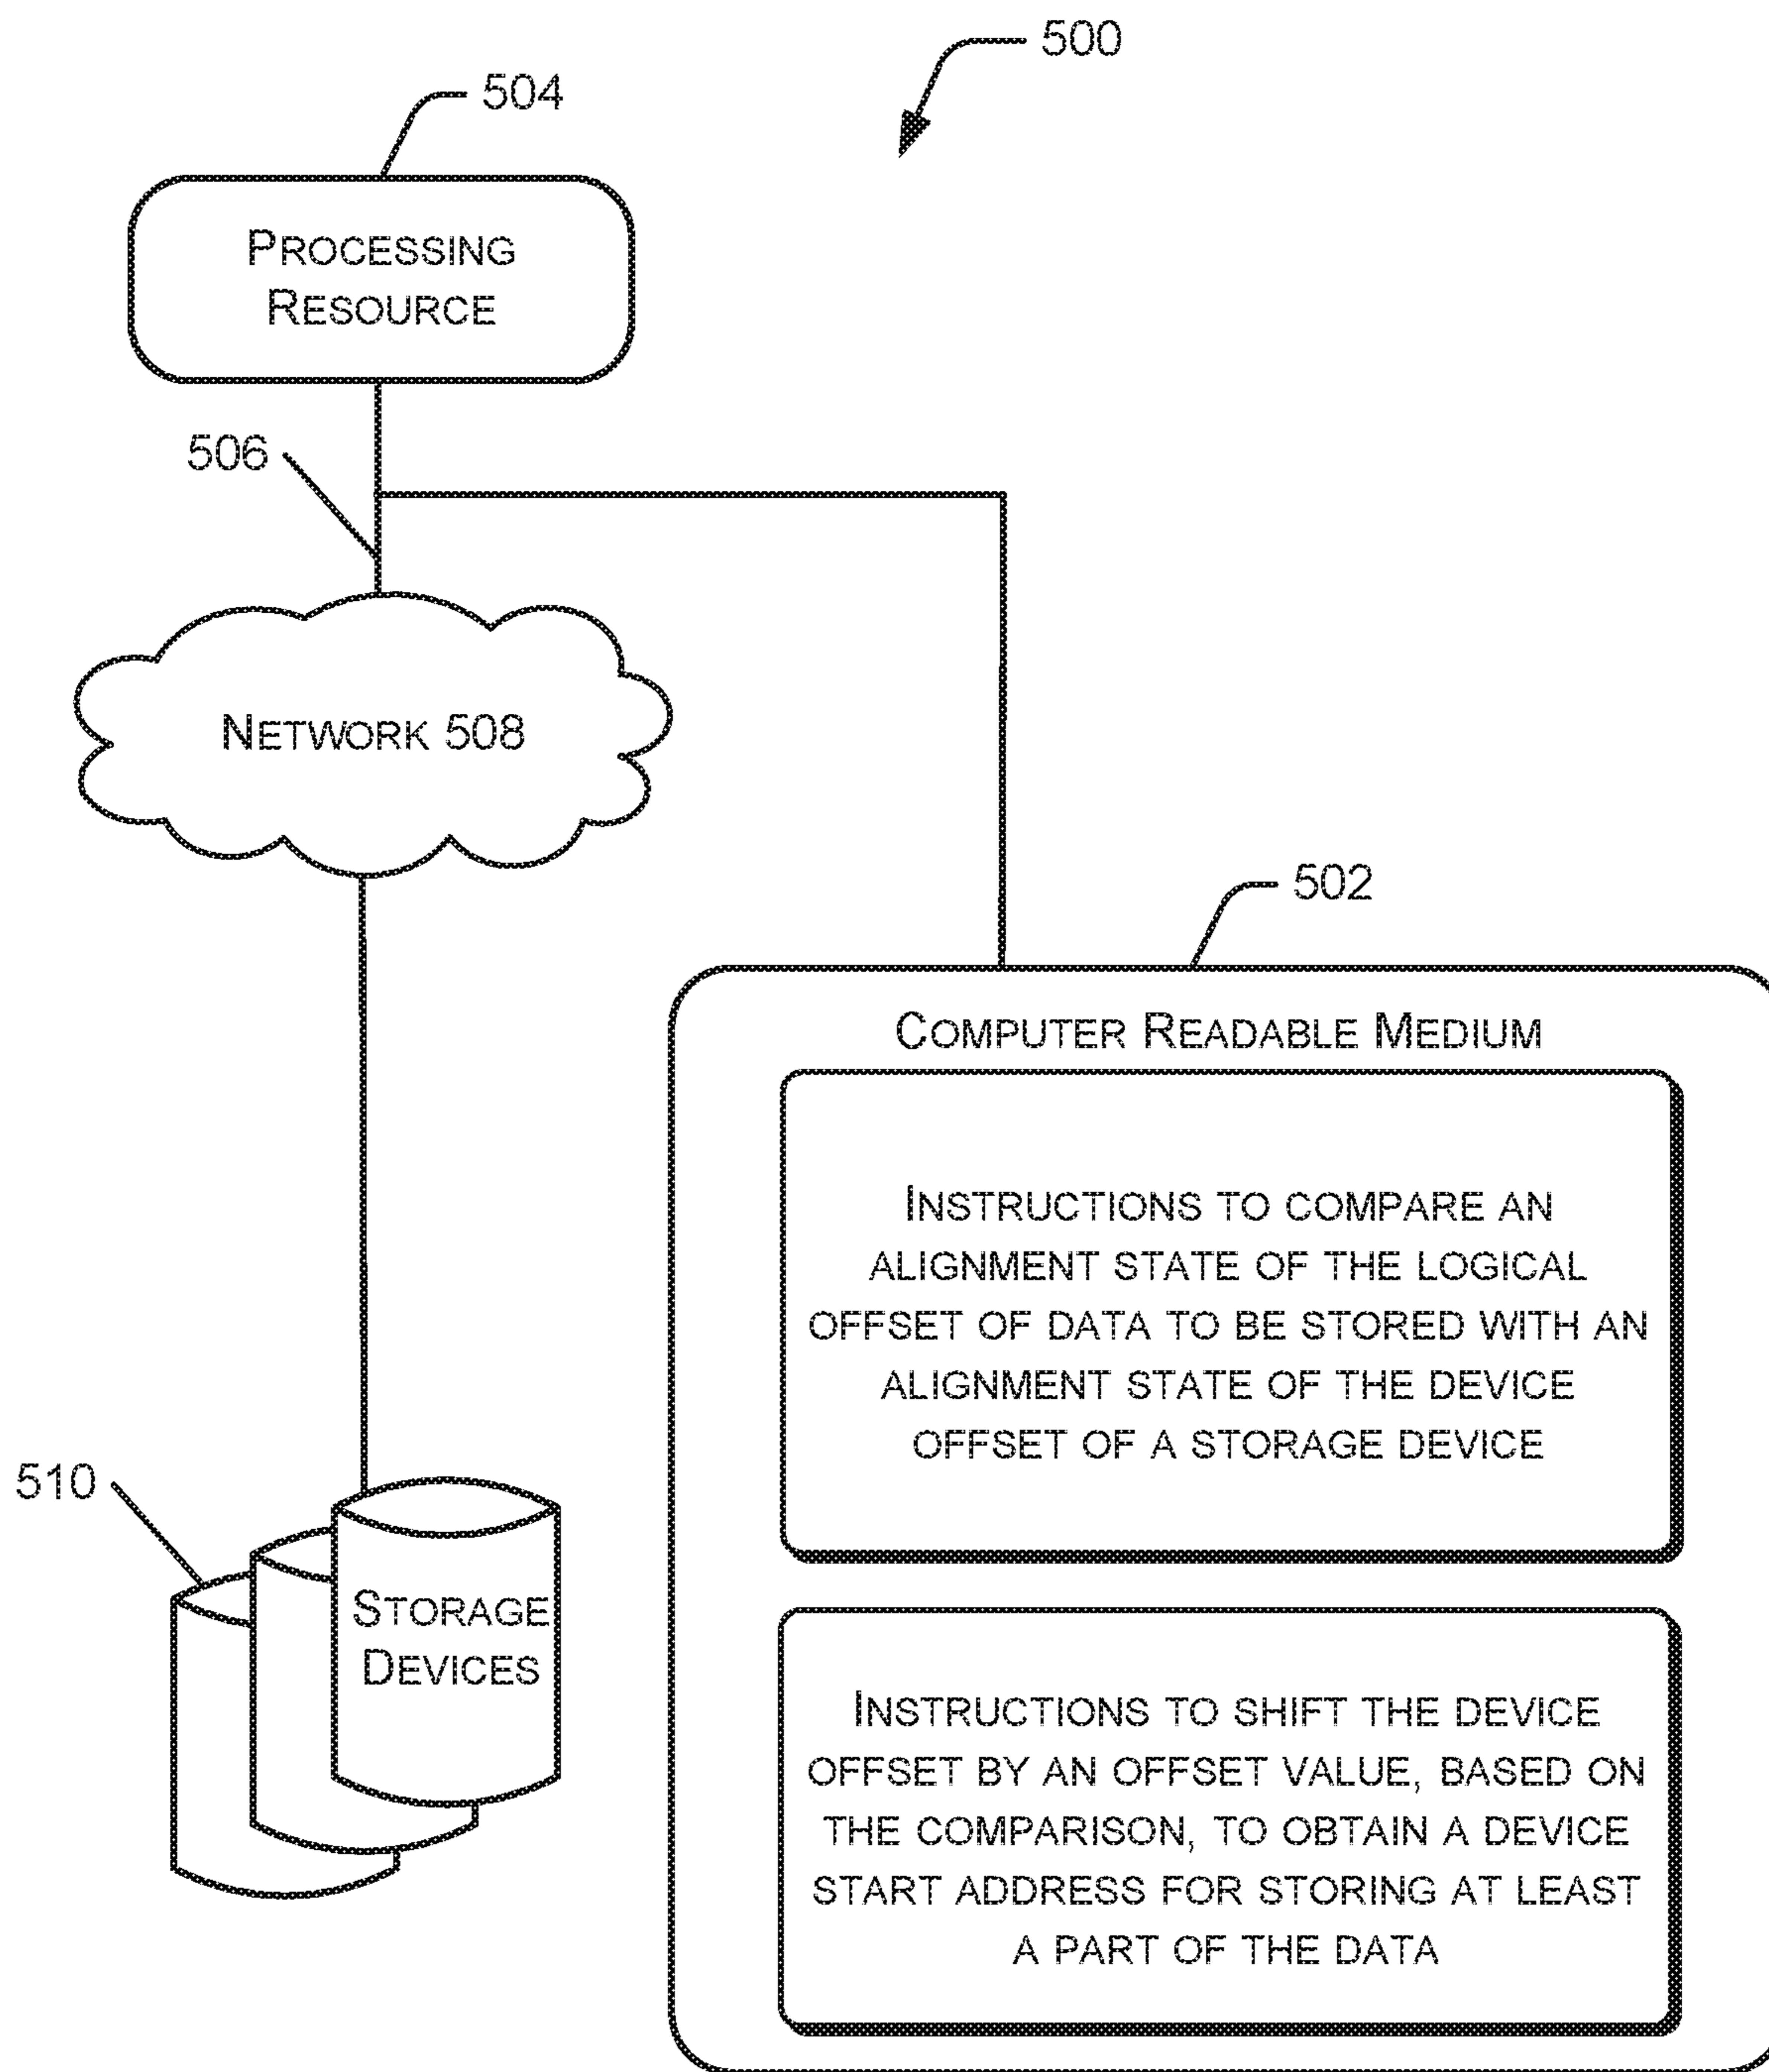 500
504
PROCESSING
RESOURCE
506
NETWORK 508
502
COMPUTER READABLE MEDIUM
INSTRUCTIONS TO COMPARE AN
ALIGNMENT STATE OF THE LOGICAL
OFFSET OF DATA TO BE STORED WITH AN
ALIGNMENT STATE OF THE DEVICE
OFFSET OF A STORAGE DEVICE
510
STORAGE
DEVICES
INSTRUCTIONS TO SHIFT THE DEVICE
OFFSET BY AN OFFSET VALUE, BASED ON
THE COMPARISON, TO OBTAIN A DEVICE
START ADDRESS FOR STORING AT LEAST
A PART OF THE DATA